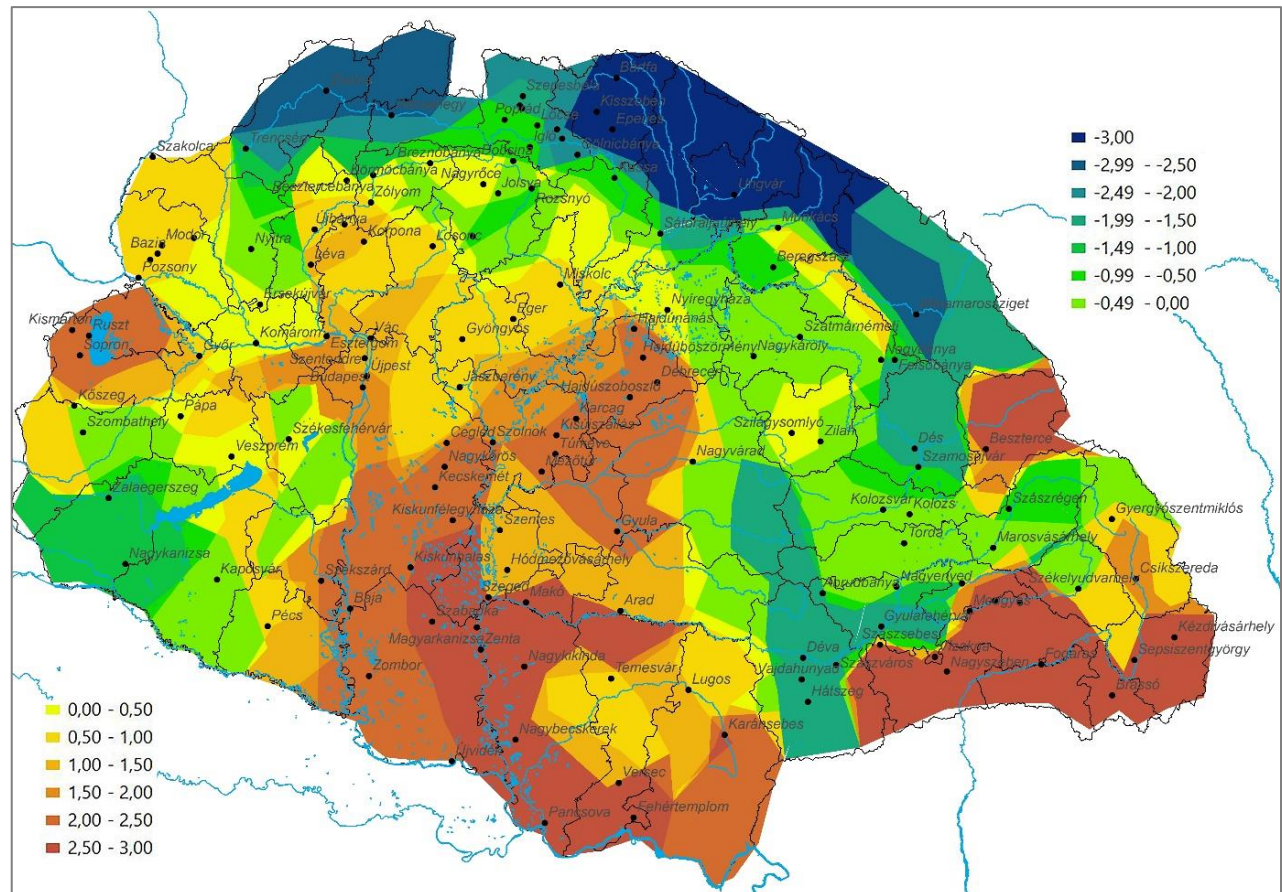 Bártfa
Szepesbéla
Kisszeben
Poprád
Lőcse
Eperjes
Igló
Gölnicbánya
Dobsina
Trencsén
Szakolca
Breznóbánya
Körmöcbánya
Kassa
Besztercebánya
Nagyrőce
Jolsva
Zólyom
Rozsnyó
Ungvár
Újbánya
Korpona
Losonc
Sátoraljaújhely
Munkács
Modor
Bazin
Nyitra
Léva
Pozsony
Beregszász
Miskolc
Érsekújvár
Nyíregyháza
Máramarossziget
Kismarton
Ruszt
Sopron
Komárom
Győr
Vác
Esztergom
Eger
Gyöngyös
Hajdúnánás
Szatmárnémeti
Szentendre
Újpest
Hajdúböszörmény
Nagykároly
Nagybánya
Felsőbánya
Budapest
Jászberény
Debrecen
Hajdúszoboszló
Kőszeg
Pápa
Karcag
Szombathely
Székesfehérvár
Kisújszállás
Szilágysomlyó
Zilah
Veszprém
Cegléd
Szolnok
Túrkeve
Dés
Beszterce
Nagykőrös
Mezőtúr
Nagyvárad
Szamosújvár
Zalaegerszeg
Kecskemét
Kolozsvár
Kolozs
Szászrégen
Kiskunfélegyháza
Szentes
Gyula
Gyergyószentmiklós
Torda
Marosvásárhely
Nagykanizsa
Kaposvár
Szekszárd
Kiskunhalas
Hódmezővásárhely
Abrudbánya
Nagyenyed
Székelyudvarhely
Csíkszereda
Szeged
Makó
Arad
Baja
Pécs
Szabadka
Medgyes
Gyulafehérvár
Magyarkanizsa
Zenta
Szászsebes
Vizakna
Kézdivásárhely
Zombor
Nagykikinda
Temesvár
Déva
Vajdahunyad
Szászváros
Nagyszeben
Fogaras
Sepsiszentgyörgy
Lugos
Hátszeg
Brassó
Nagybecskerek
Karánsebes
Újvidék
Versec
Pancsova
Fehértemplom
-3,00
-2,99 - -2,50
-2,49 - -2,00
-1,99 - -1,50
-1,49 - -1,00
-0,99 - -0,50
-0,49 - 0,00
0,00 - 0,50
0,50 - 1,00
1,00 - 1,50
1,50 - 2,00
2,00 - 2,50
2,50 - 3,00